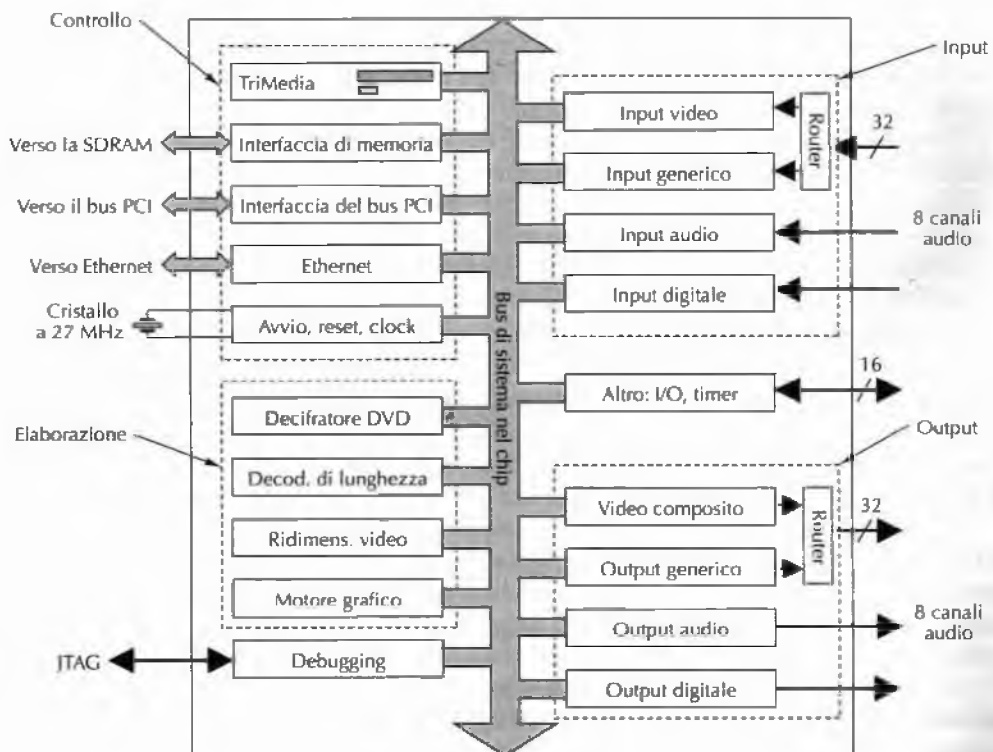 Controllo
TriMedia
Verso la SDRAM
Interfaccia di memoria
Verso il bus PCI
Interfaccia del bus PCI
Verso Ethernet
Ethernet
Cristallo
a 27 MHz
Avvio, reset, clock
Elaborazione
Decifratore DVD
Decod. di lunghezza
Ridimens. video
Motore grafico
JTAG
Debugging
Bus di sistema nel chip
Input
Input video
Input generico
Router
32
Input audio
8 canali
audio
Input digitale
Altro: I/O, timer
16
Output
Video composito
Output generico
Router
32
Output audio
8 canali
audio
Output digitale